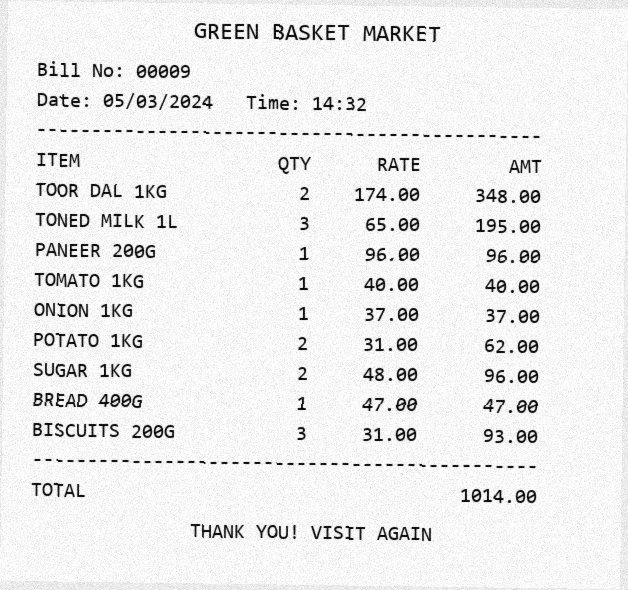 GREEN BASKET MARKET
Bill No: 00009
Date: 05/03/2024 Time: 14:32
----------------------------------------------
ITEM QTY RATE AMT
TOOR DAL 1KG 2 174.00 348.00
TONED MILK 1L 3 65.00 195.00
PANEER 200G 1 96.00 96.00
TOMATO 1KG 1 40.00 40.00
ONION 1KG 1 37.00 37.00
POTATO 1KG 2 31.00 62.00
SUGAR 1KG 2 48.00 96.00
BREAD 400G 1 47.00 47.00
BISCUITS 200G 3 31.00 93.00
----------------------------------------------
TOTAL 1014.00
THANK YOU! VISIT AGAIN